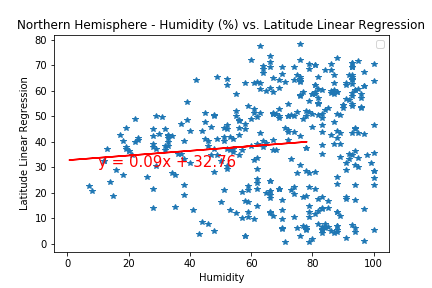 Northern Hemisphere - Humidity (%) vs. Latitude Linear Regression
80
70
60
50
40
30
20
10
0
Latitude Linear Regression
y = 0.09x + 32.76
0 20 40 60 80 100
Humidity